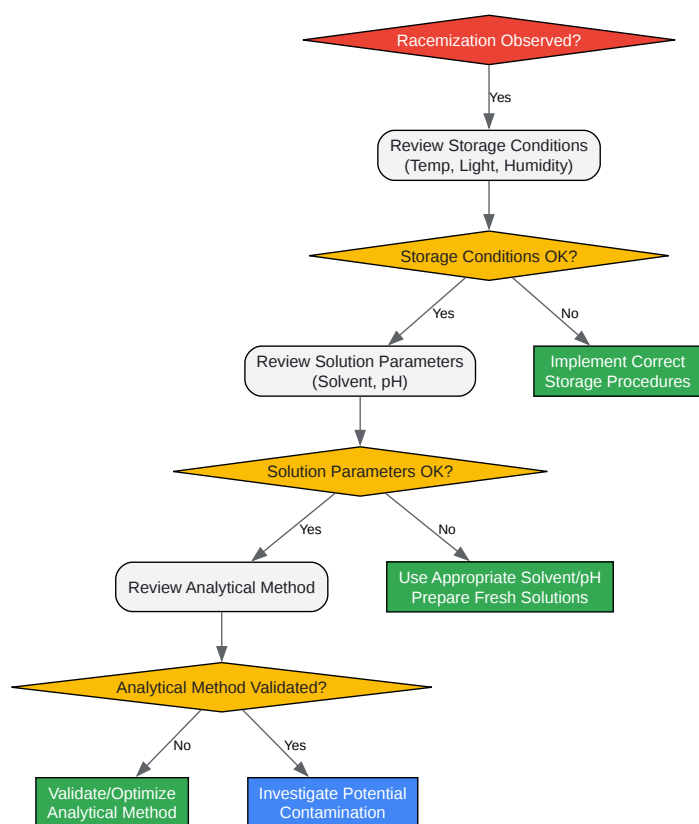 Racemization Observed?
Yes
Review Storage Conditions
(Temp, Light, Humidity)
Storage Conditions OK?
Yes
No
Review Solution Parameters
(Solvent, pH)
Implement Correct
Storage Procedures
Solution Parameters OK?
Yes
No
Review Analytical Method
Use Appropriate Solvent/pH
Prepare Fresh Solutions
Analytical Method Validated?
No
Yes
Validate/Optimize
Analytical Method
Investigate Potential
Contamination